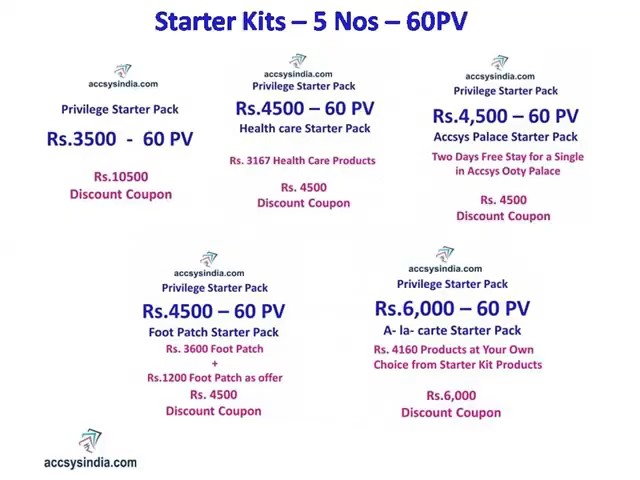 Starter Kits – 5 Nos – 60PV
accsysindia.com
Privilege Starter Pack
Rs.3500 - 60 PV
Rs.10500
Discount Coupon
accsysindia.com
Privilege Starter Pack
Rs.4500 – 60 PV
Health care Starter Pack
Rs. 3167 Health Care Products
Rs. 4500
Discount Coupon
accsysindia.com
Privilege Starter Pack
Rs.4,500 – 60 PV
Accsys Palace Starter Pack
Two Days Free Stay for a Single
in Accsys Ooty Palace
Rs. 4500
Discount Coupon
accsysindia.com
Privilege Starter Pack
Rs.4500 – 60 PV
Foot Patch Starter Pack
Rs. 3600 Foot Patch
+
Rs.1200 Foot Patch as offer
Rs. 4500
Discount Coupon
accsysindia.com
Privilege Starter Pack
Rs.6,000 – 60 PV
A- la- carte Starter Pack
Rs. 4160 Products at Your Own
Choice from Starter Kit Products
Rs.6,000
Discount Coupon
accsysindia.com